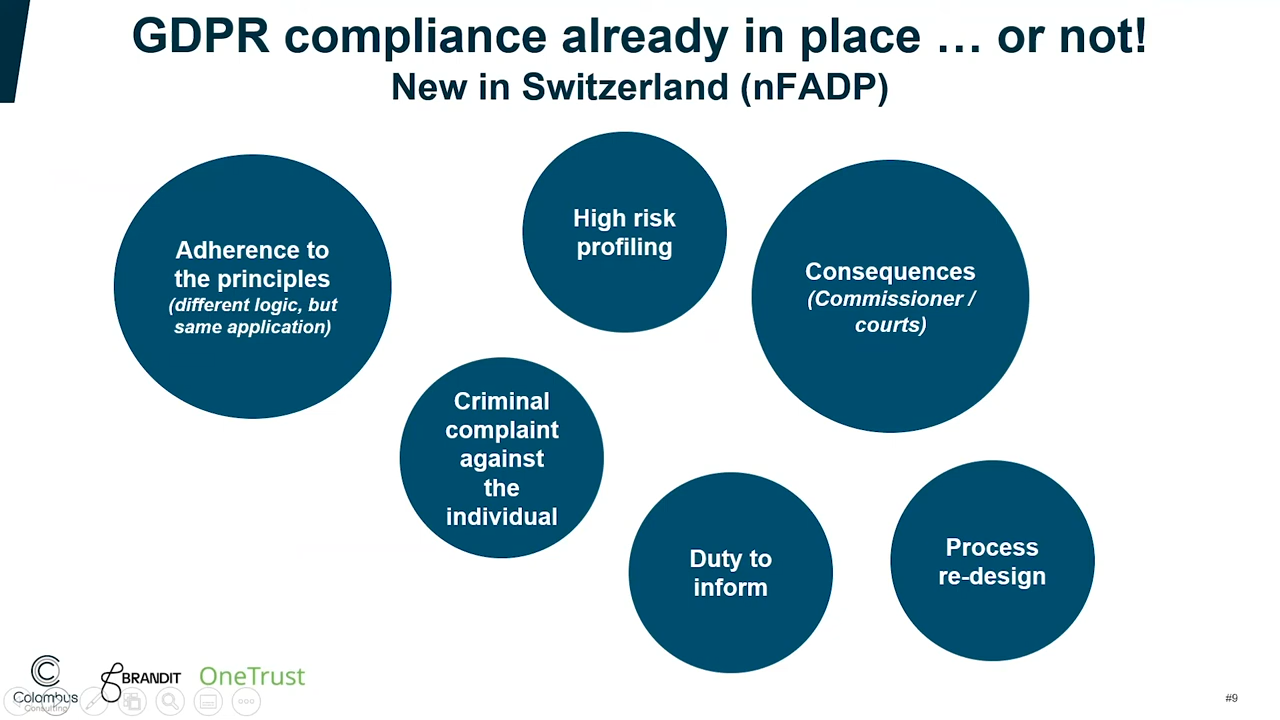 GDPR compliance already in place … or not!
New in Switzerland (nFADP)
Adherence to
the principles
(different logic, but
same application)
High risk
profiling
Consequences
(Commissioner /
courts)
Criminal
complaint
against
the
individual
Duty to
inform
Process
re-design
Colombus
Consulting
BRANDIT
OneTrust
#9